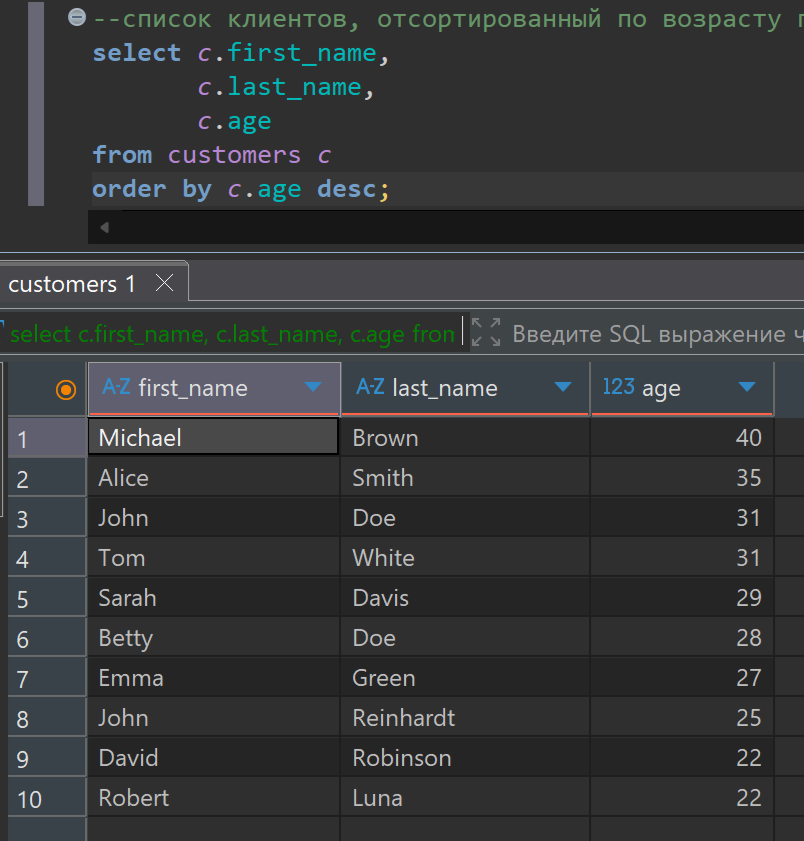 --список клиентов, отсортированный по возрасту
select c.first_name,
c.last_name,
c.age
from customers c
order by c.age desc;
customers 1
select c.first_name, c.last_name, c.age fron
Введите SQL выражение ч
A-Z first_name A-Z last_name 123 age
1 Michael Brown 40
2 Alice Smith 35
3 John Doe 31
4 Tom White 31
5 Sarah Davis 29
6 Betty Doe 28
7 Emma Green 27
8 John Reinhardt 25
9 David Robinson 22
10 Robert Luna 22